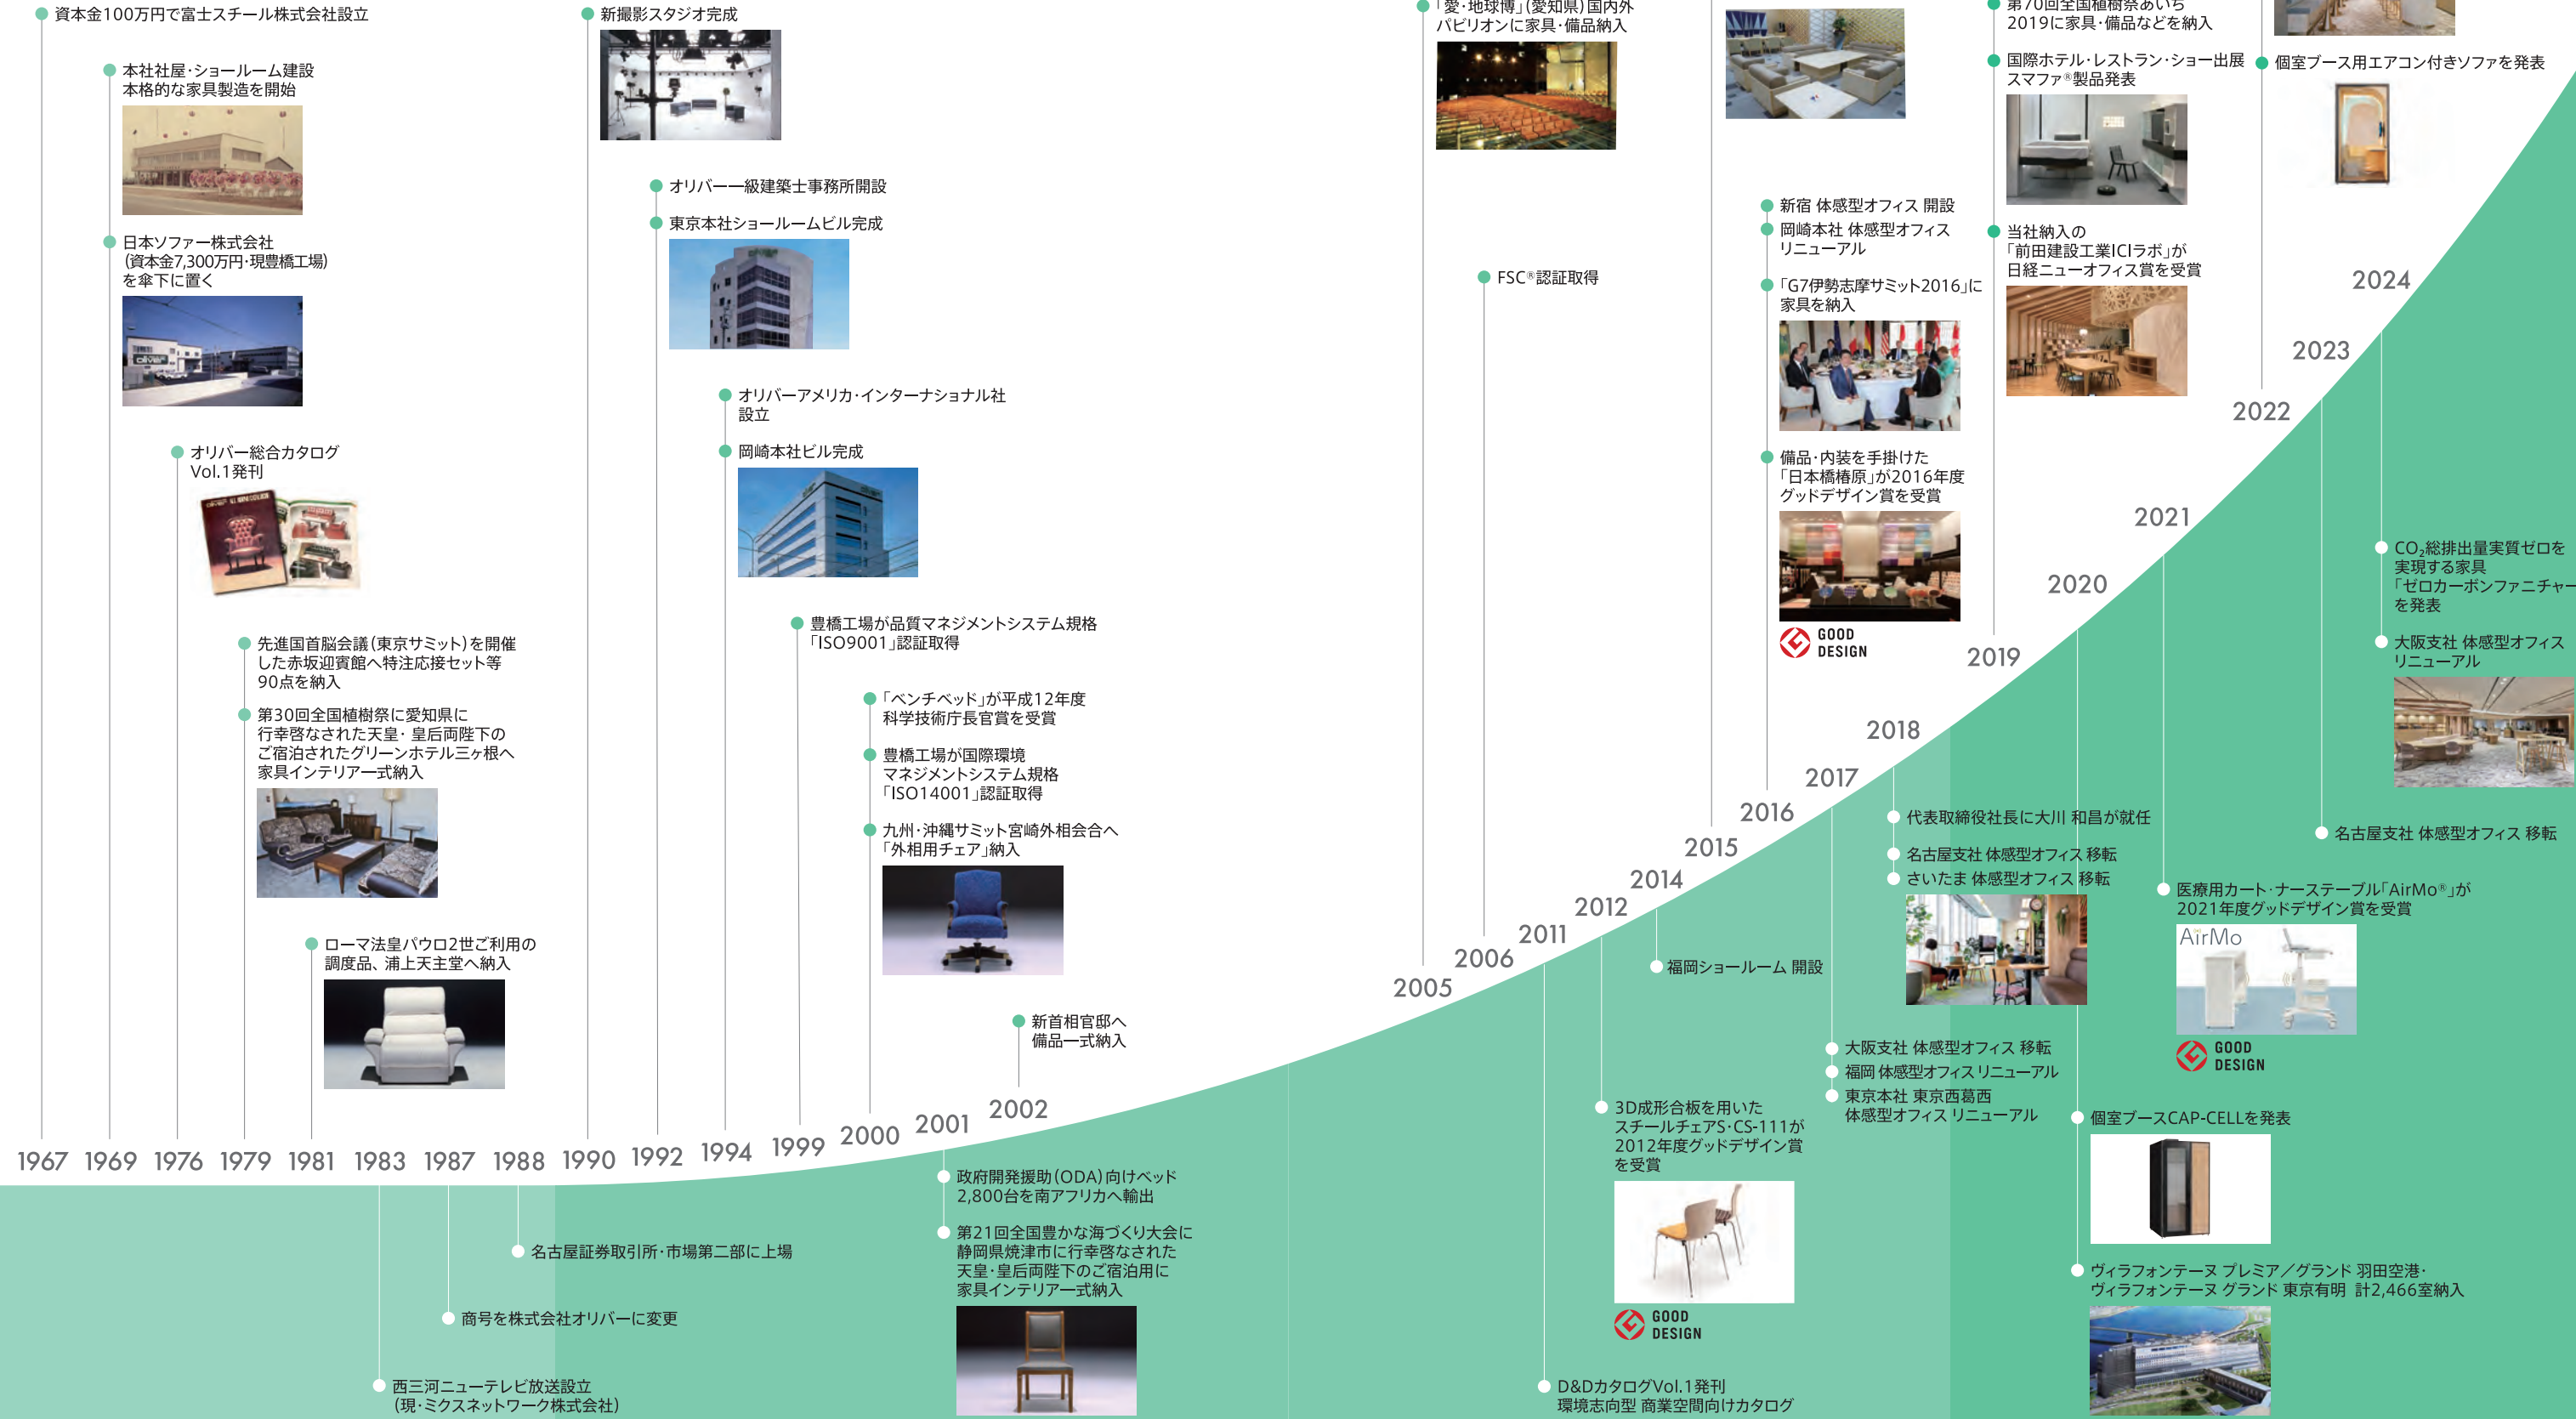 資本金100万円で富士スチール株式会社設立
本社社屋・ショールーム建設
本格的な家具製造を開始
日本ソファー株式会社
(資本金7,300万円・現豊橋工場)
を傘下に置く
オリバー総合カタログ
Vol.1発刊
先進国首脳会議(東京サミット)を開催
した赤坂迎賓館へ特注応接セット等
90点を納入
第30回全国植樹祭に愛知県に
行幸啓なされた天皇・皇后両陛下の
ご宿泊されたグリーンホテル三ヶ根へ
家具インテリア一式納入
ローマ法皇パウロ2世ご利用の
調度品、浦上天主堂へ納入
新撮影スタジオ完成
オリバー一級建築士事務所開設
東京本社ショールームビル完成
オリバーアメリカ・インターナショナル社
設立
岡崎本社ビル完成
豊橋工場が品質マネジメントシステム規格
「ISO9001」認証取得
「ベンチベッド」が平成12年度
科学技術庁長官賞を受賞
豊橋工場が国際環境
マネジメントシステム規格
「ISO14001」認証取得
九州・沖縄サミット宮崎外相会合へ
「外相用チェア」納入
新首相官邸へ
備品一式納入
「愛・地球博」(愛知県)国内外
パビリオンに家具・備品納入
FSC®認証取得
新宿 体感型オフィス 開設
岡崎本社 体感型オフィス
リニューアル
「G7伊勢志摩サミット2016」に
家具を納入
備品・内装を手掛けた
「日本橋椿原」が2016年度
グッドデザイン賞を受賞
GOOD
DESIGN
第70回全国植樹祭あいち
2019に家具・備品などを納入
国際ホテル・レストラン・ショー出展
スマファ®製品発表
当社納入の
「前田建設工業ICIラボ」が
日経ニューオフィス賞を受賞
個室ブース用エアコン付きソファを発表
1967 1969 1976 1979 1981 1983 1987 1988 1990 1992 1994 1999 2000 2001 2002 2005 2006 2011 2012 2014 2015 2016 2017 2018 2019 2020 2021 2022 2023 2024
西三河ニューテレビ放送設立
(現・ミクスネットワーク株式会社)
商号を株式会社オリバーに変更
名古屋証券取引所・市場第二部に上場
政府開発援助(ODA)向けベッド
2,800台を南アフリカへ輸出
第21回全国豊かな海づくり大会に
静岡県焼津市に行幸啓なされた
天皇・皇后両陛下のご宿泊用に
家具インテリア一式納入
D&DカタログVol.1発刊
環境志向型 商業空間向けカタログ
3D成形合板を用いた
スチールチェアS・CS-111が
2012年度グッドデザイン賞
を受賞
GOOD
DESIGN
福岡ショールーム 開設
大阪支社 体感型オフィス 移転
福岡 体感型オフィス リニューアル
東京本社 東京西葛西
体感型オフィス リニューアル
代表取締役社長に大川 和昌が就任
名古屋支社 体感型オフィス 移転
さいたま 体感型オフィス 移転
個室ブースCAP-CELLを発表
ヴィラフォンテーヌ プレミア／グランド 羽田空港・
ヴィラフォンテーヌ グランド 東京有明 計2,466室納入
医療用カート・ナーステーブル「AirMo®」が
2021年度グッドデザイン賞を受賞
AirMo
GOOD
DESIGN
名古屋支社 体感型オフィス 移転
CO₂総排出量実質ゼロを
実現する家具
「ゼロカーボンファニチャー
を発表
大阪支社 体感型オフィス
リニューアル